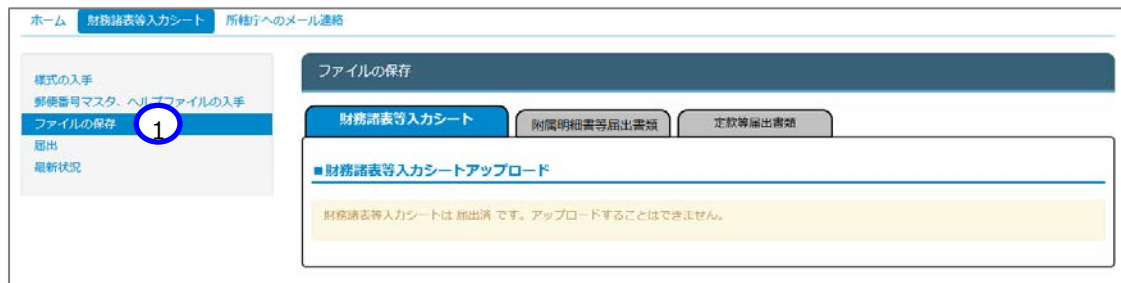 ホーム 財務諸表等入力シート 所轄庁へのメール連絡
様式の入手
郵便番号マスタ、ヘルプファイルの入手
ファイルの保存 1
届出
最新状況
ファイルの保存
財務諸表等入力シート 附属明細書等届出書類 定款等届出書類
■財務諸表等入力シートアップロード
財務諸表等入力シートは 届出済 です。アップロードすることはできません。